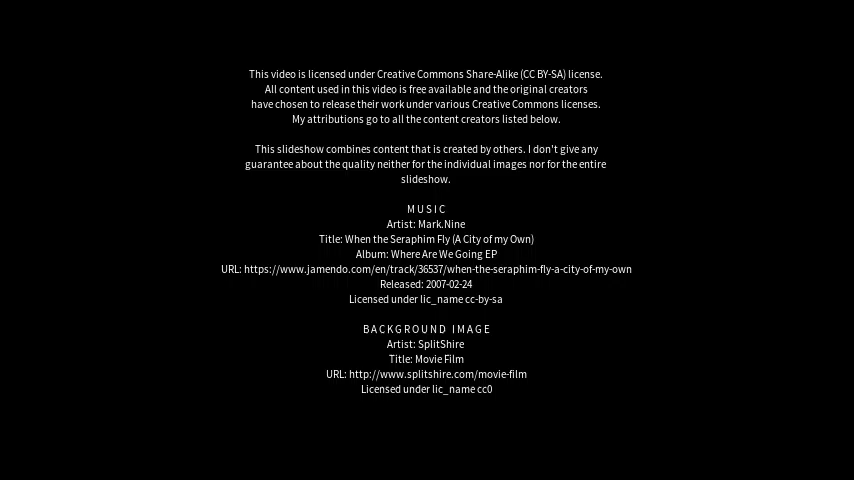 This video is licensed under Creative Commons Share-Alike (CC BY-SA) license.
All content used in this video is free available and the original creators
have chosen to release their work under various Creative Commons licenses.
My attributions go to all the content creators listed below.
This slideshow combines content that is created by others. I don't give any
guarantee about the quality neither for the individual images nor for the entire
slideshow.
MUSIC
Artist: Mark.Nine
Title: When the Seraphim Fly (A City of my Own)
Album: Where Are We Going EP
URL: https://www.jamendo.com/en/track/36537/when-the-seraphim-fly-a-city-of-my-own
Released: 2007-02-24
Licensed under lic_name cc-by-sa
BACKGROUND IMAGE
Artist: SplitShire
Title: Movie Film
URL: http://www.splitshire.com/movie-film
Licensed under lic_name cc0